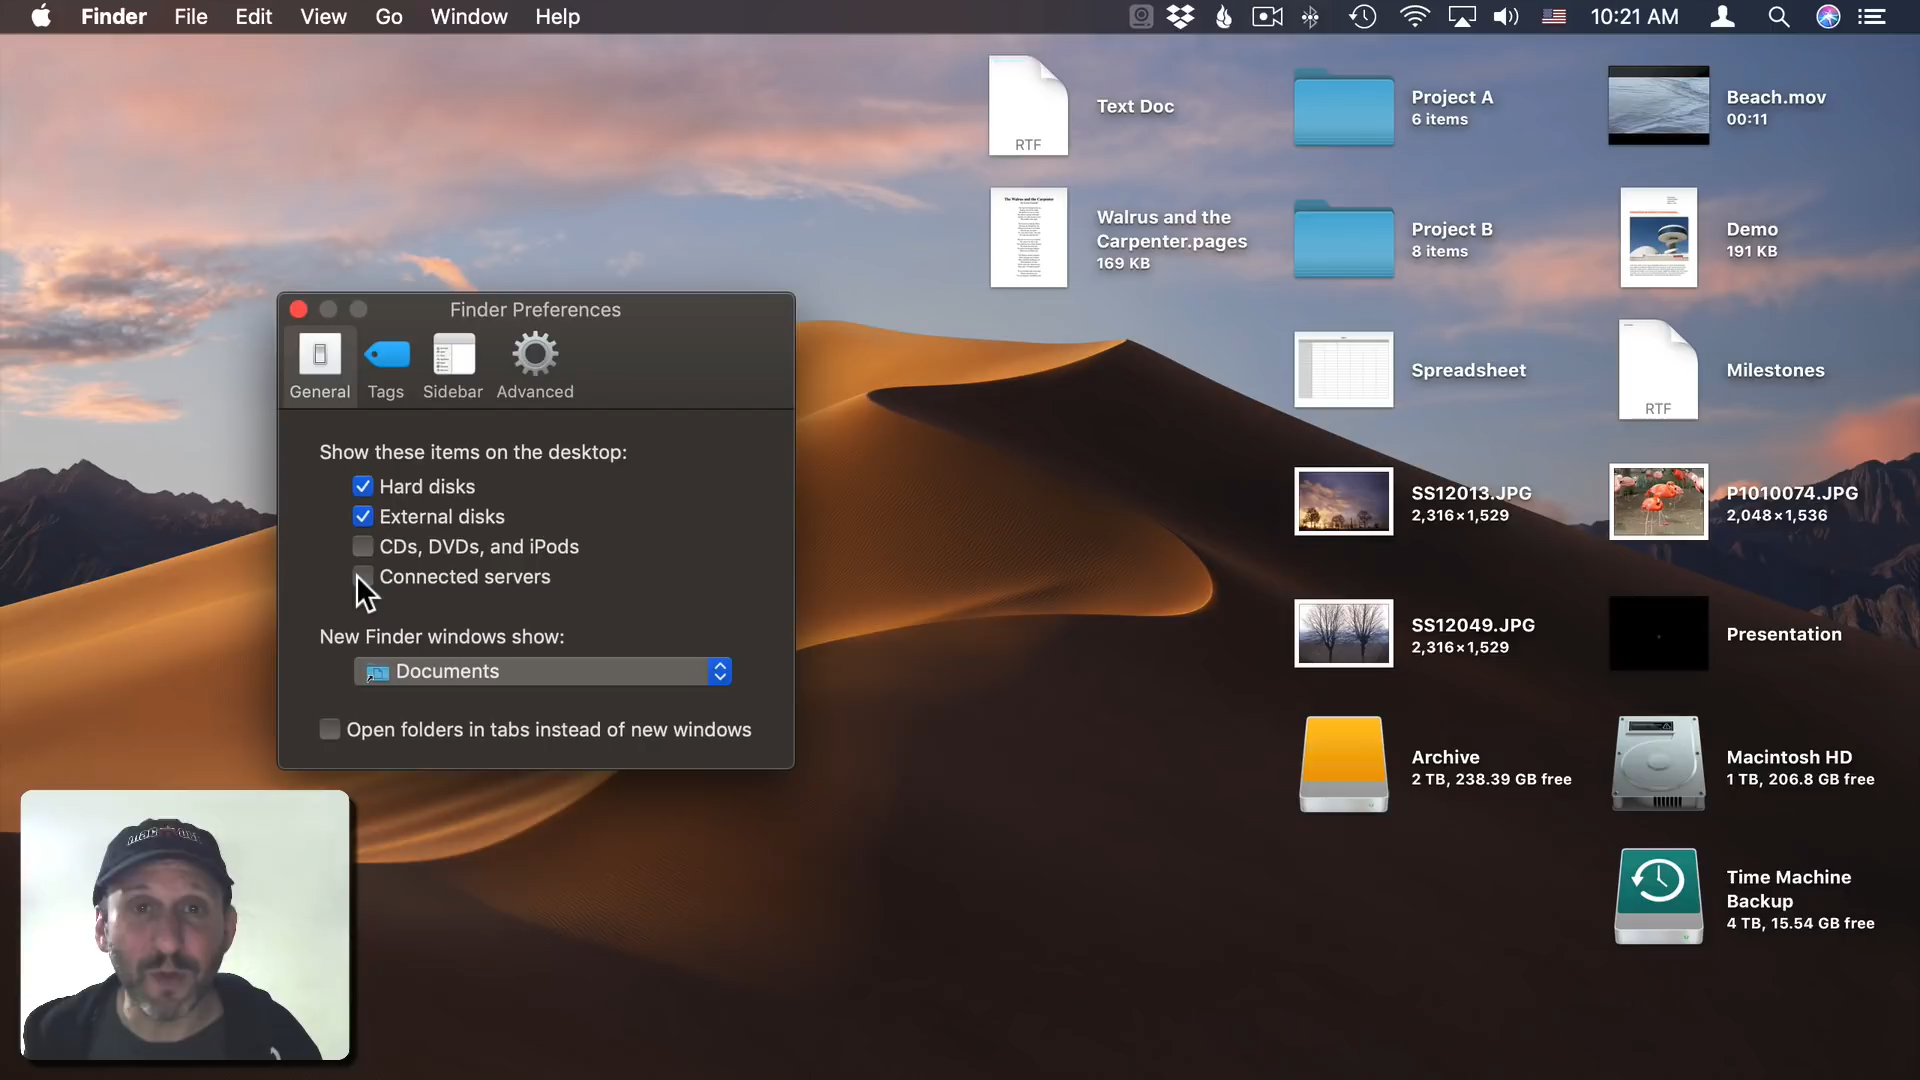 Finder File Edit View Go Window Help 10:21 AM
Text Doc
RTF
Project A
6 items
Beach.mov
00:11
Walrus and the
Carpenter.pages
169 KB
Project B
8 items
Demo
191 KB
Finder Preferences
General Tags Sidebar Advanced
Show these items on the desktop:
Hard disks
External disks
CDs, DVDs, and iPods
Connected servers
New Finder windows show:
Documents
Open folders in tabs instead of new windows
Spreadsheet
Milestones
RTF
SS12013.JPG
2,316×1,529
P1010074.JPG
2,048×1,536
SS12049.JPG
2,316×1,529
Presentation
Archive
2 TB, 238.39 GB free
Macintosh HD
1 TB, 206.8 GB free
Time Machine
Backup
4 TB, 15.54 GB free